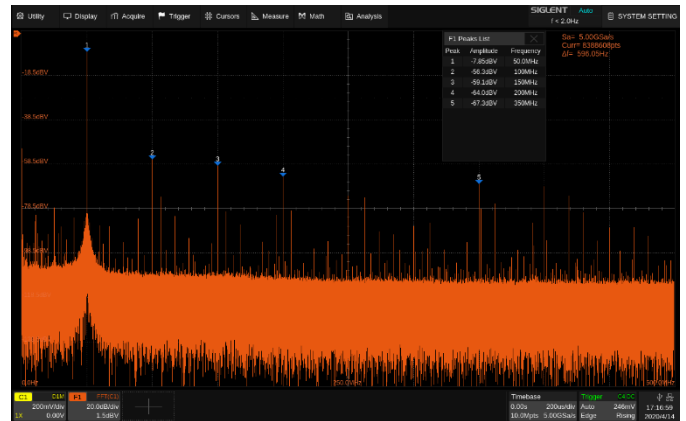 Utility Display Acquire Trigger Cursors Measure Math Analysis SIGLENT Auto SYSTEM SETTING
f < 2.0Hz
F1 Peaks List
Sa= 5.00GSa/s
Curr= 8388608pts
Δf= 596.05Hz
Peak Amplitude Frequency
1 -7.85dBV 50.0MHz
2 -56.3dBV 100MHz
3 -59.1dBV 150MHz
4 -64.0dBV 200MHz
5 -67.3dBV 350MHz
1
-18.5dBV
-38.5dBV
2
3
-58.5dBV
4
5
-78.5dBV
0.0Hz 250.0MHz 500.0MHz
C1 D1M F1 FFT(C1) Timebase Trigger C4 DC
200mV/div 20.0dB/div 0.00s 200us/div Auto 246mV 17:16:59
1X 0.00V 1.5dBV 10.0Mpts 5.00GSa/s Edge Rising 2020/4/14